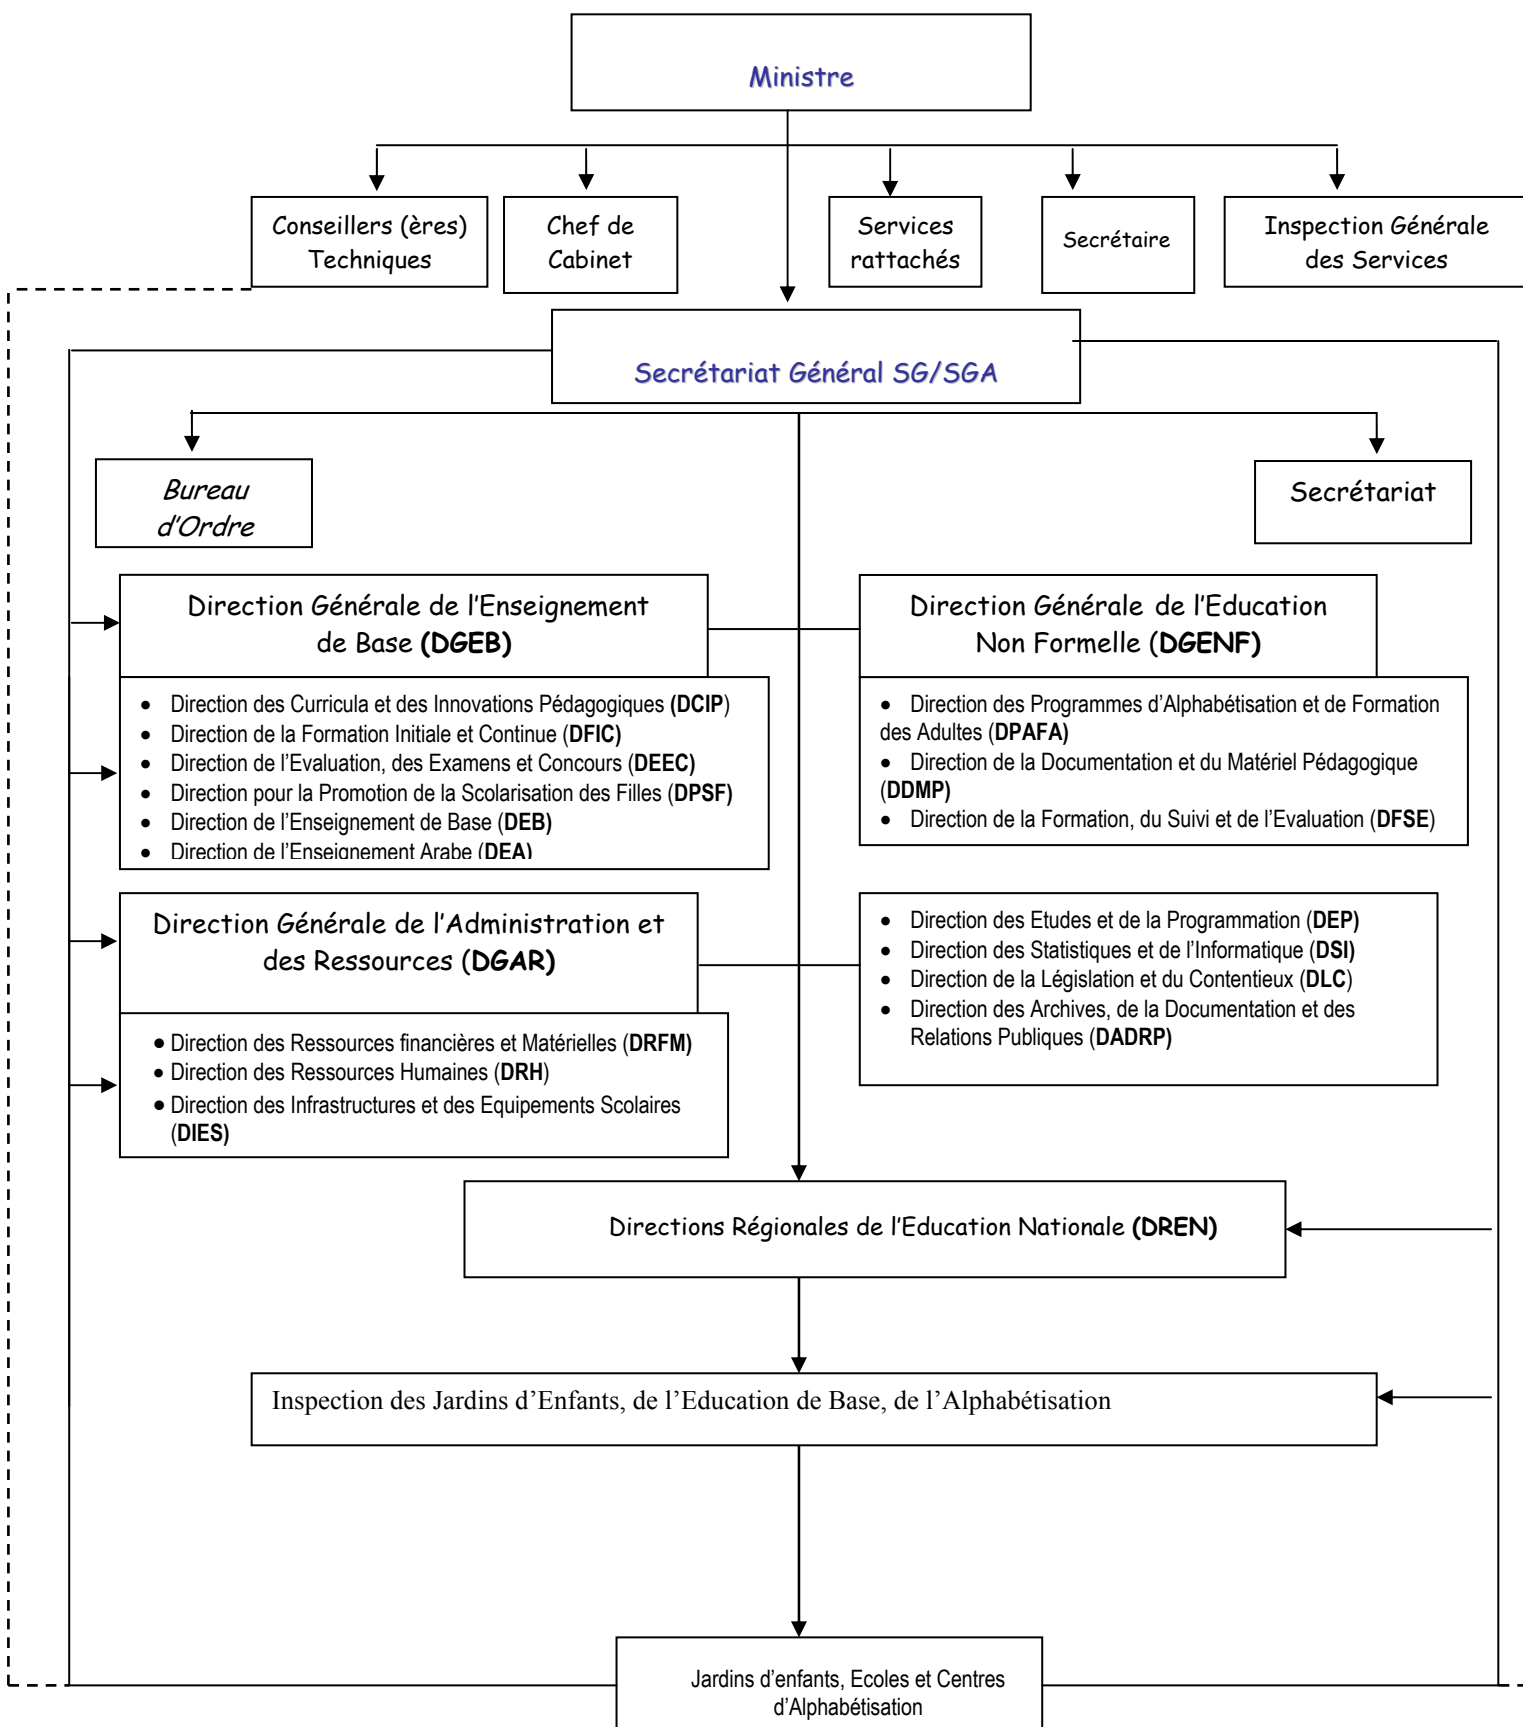 Ministre
Conseillers (ères)
Techniques
Chef de
Cabinet
Services
rattachés
Secrétaire
Inspection Générale
des Services
Secrétariat Général SG/SGA
Bureau
d’Ordre
Secrétariat
Direction Générale de l’Enseignement
de Base (DGEB)
• Direction des Curricula et des Innovations Pédagogiques (DCIP)
• Direction de la Formation Initiale et Continue (DFIC)
• Direction de l’Evaluation, des Examens et Concours (DEEC)
• Direction pour la Promotion de la Scolarisation des Filles (DPSF)
• Direction de l’Enseignement de Base (DEB)
• Direction de l’Enseignement Arabe (DEA)
Direction Générale de l’Education
Non Formelle (DGENF)
• Direction des Programmes d’Alphabétisation et de Formation
des Adultes (DPAFA)
• Direction de la Documentation et du Matériel Pédagogique
(DDMP)
• Direction de la Formation, du Suivi et de l’Evaluation (DFSE)
Direction Générale de l’Administration et
des Ressources (DGAR)
• Direction des Ressources financières et Matérielles (DRFM)
• Direction des Ressources Humaines (DRH)
• Direction des Infrastructures et des Equipements Scolaires
(DIES)
• Direction des Etudes et de la Programmation (DEP)
• Direction des Statistiques et de l’Informatique (DSI)
• Direction de la Législation et du Contentieux (DLC)
• Direction des Archives, de la Documentation et des
Relations Publiques (DADRP)
Directions Régionales de l’Education Nationale (DREN)
Inspection des Jardins d’Enfants, de l’Education de Base, de l’Alphabétisation
Jardins d’enfants, Ecoles et Centres
d’Alphabétisation